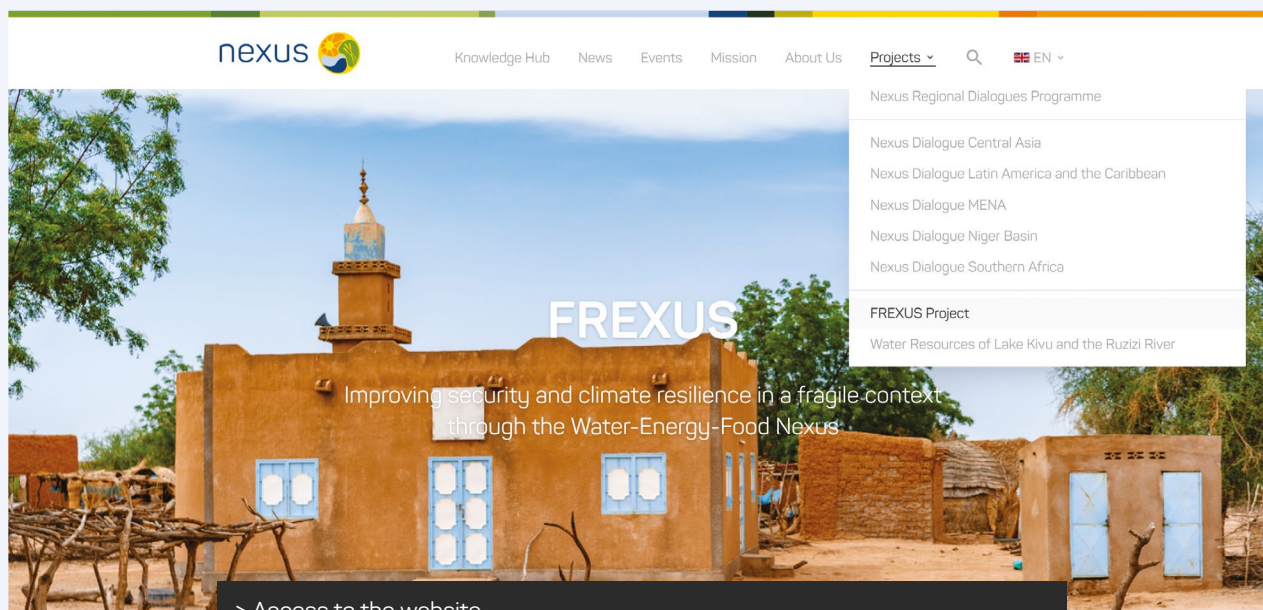 nexus
Knowledge Hub News Events Mission About Us Projects EN
Nexus Regional Dialogues Programme
Nexus Dialogue Central Asia
Nexus Dialogue Latin America and the Caribbean
Nexus Dialogue MENA
Nexus Dialogue Niger Basin
Nexus Dialogue Southern Africa
FREXUS Project
Water Resources of Lake Kivu and the Ruzizi River
FREXUS
Improving security and climate resilience in a fragile context
through the Water-Energy-Food Nexus
> Access to the website